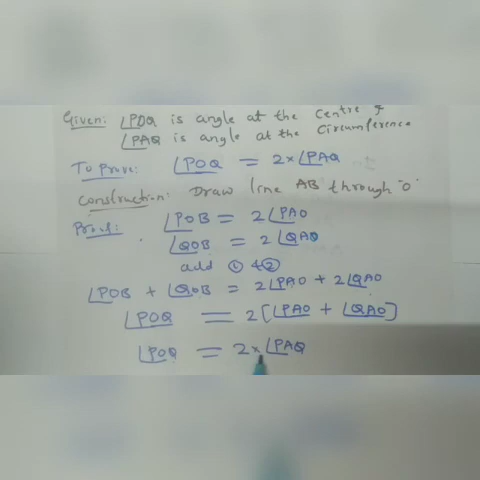 Given: ∠POQ is angle at the Centre &
∠PAQ is angle at the Circumference
To Prove: ∠POQ = 2×∠PAQ
Construction: Draw line AB through "O"
Proof: ∠POB = 2∠PAO
∠QOB = 2∠QAO
add ① & ②
∠POB + ∠QOB = 2∠PAO + 2∠QAO
∠POQ = 2[∠PAO + ∠QAO]
∠POQ = 2×∠PAQ